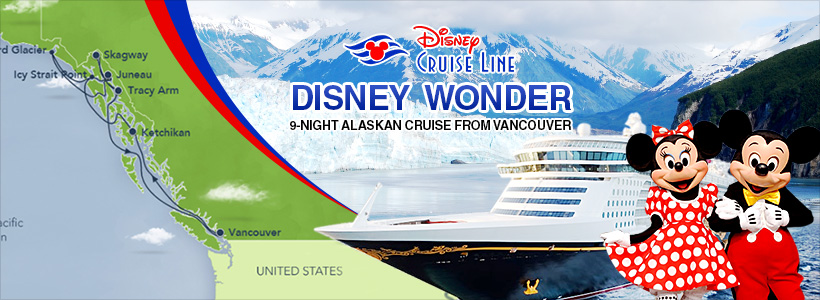 rd Glacier
Skagway
Icy Strait Point
Juneau
Tracy Arm
Ketchikan
Vancouver
acific
n
UNITED STATES
Disney
CRUISE LINE
DISNEY WONDER
9-NIGHT ALASKAN CRUISE FROM VANCOUVER